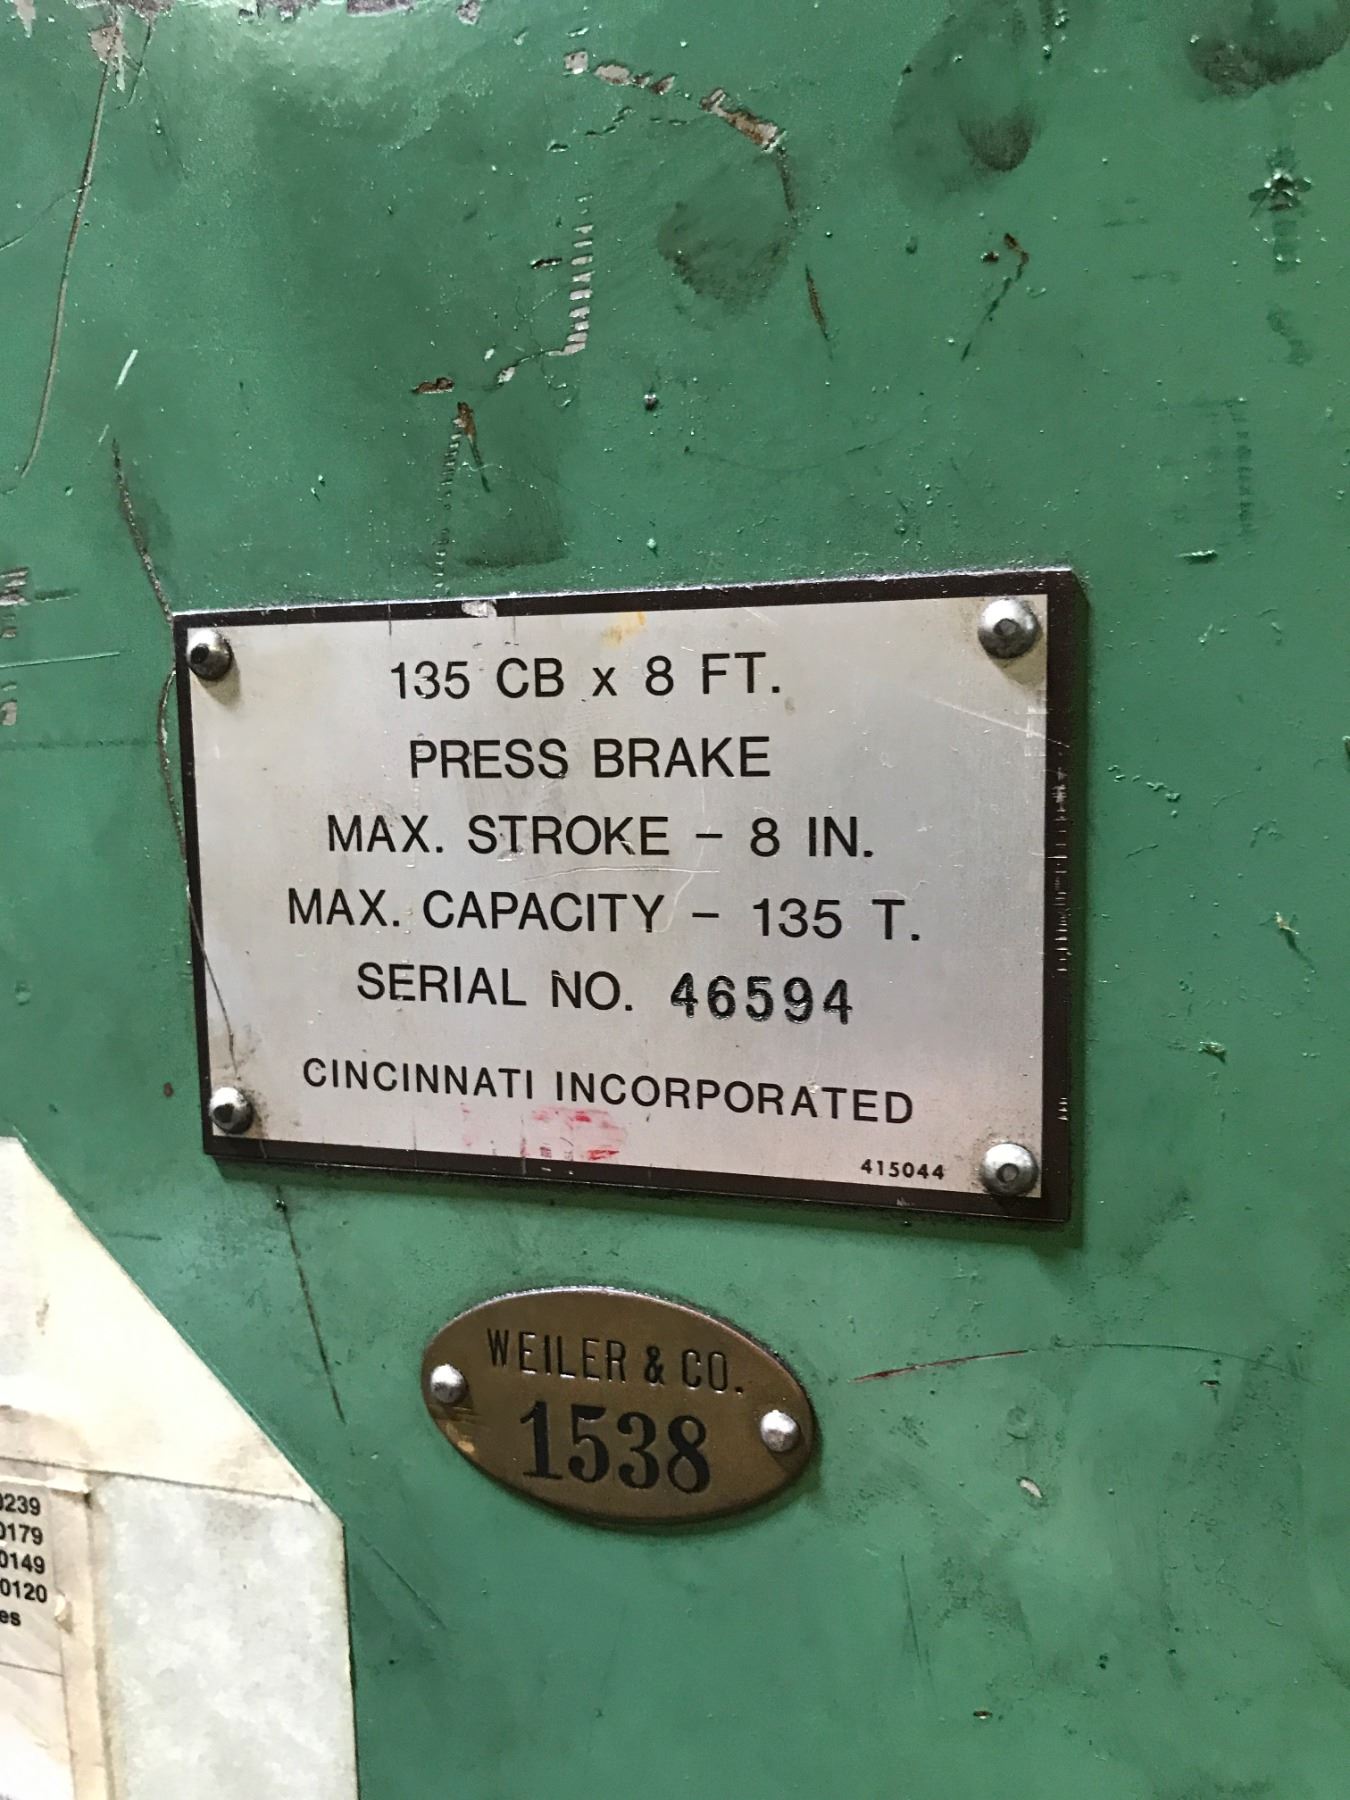 135 CB x 8 FT.
PRESS BRAKE
MAX. STROKE – 8 IN.
MAX. CAPACITY – 135 T.
SERIAL NO. 46594
CINCINNATI INCORPORATED
415044
WEILER & CO.
1538
0239
0179
0149
0120
es